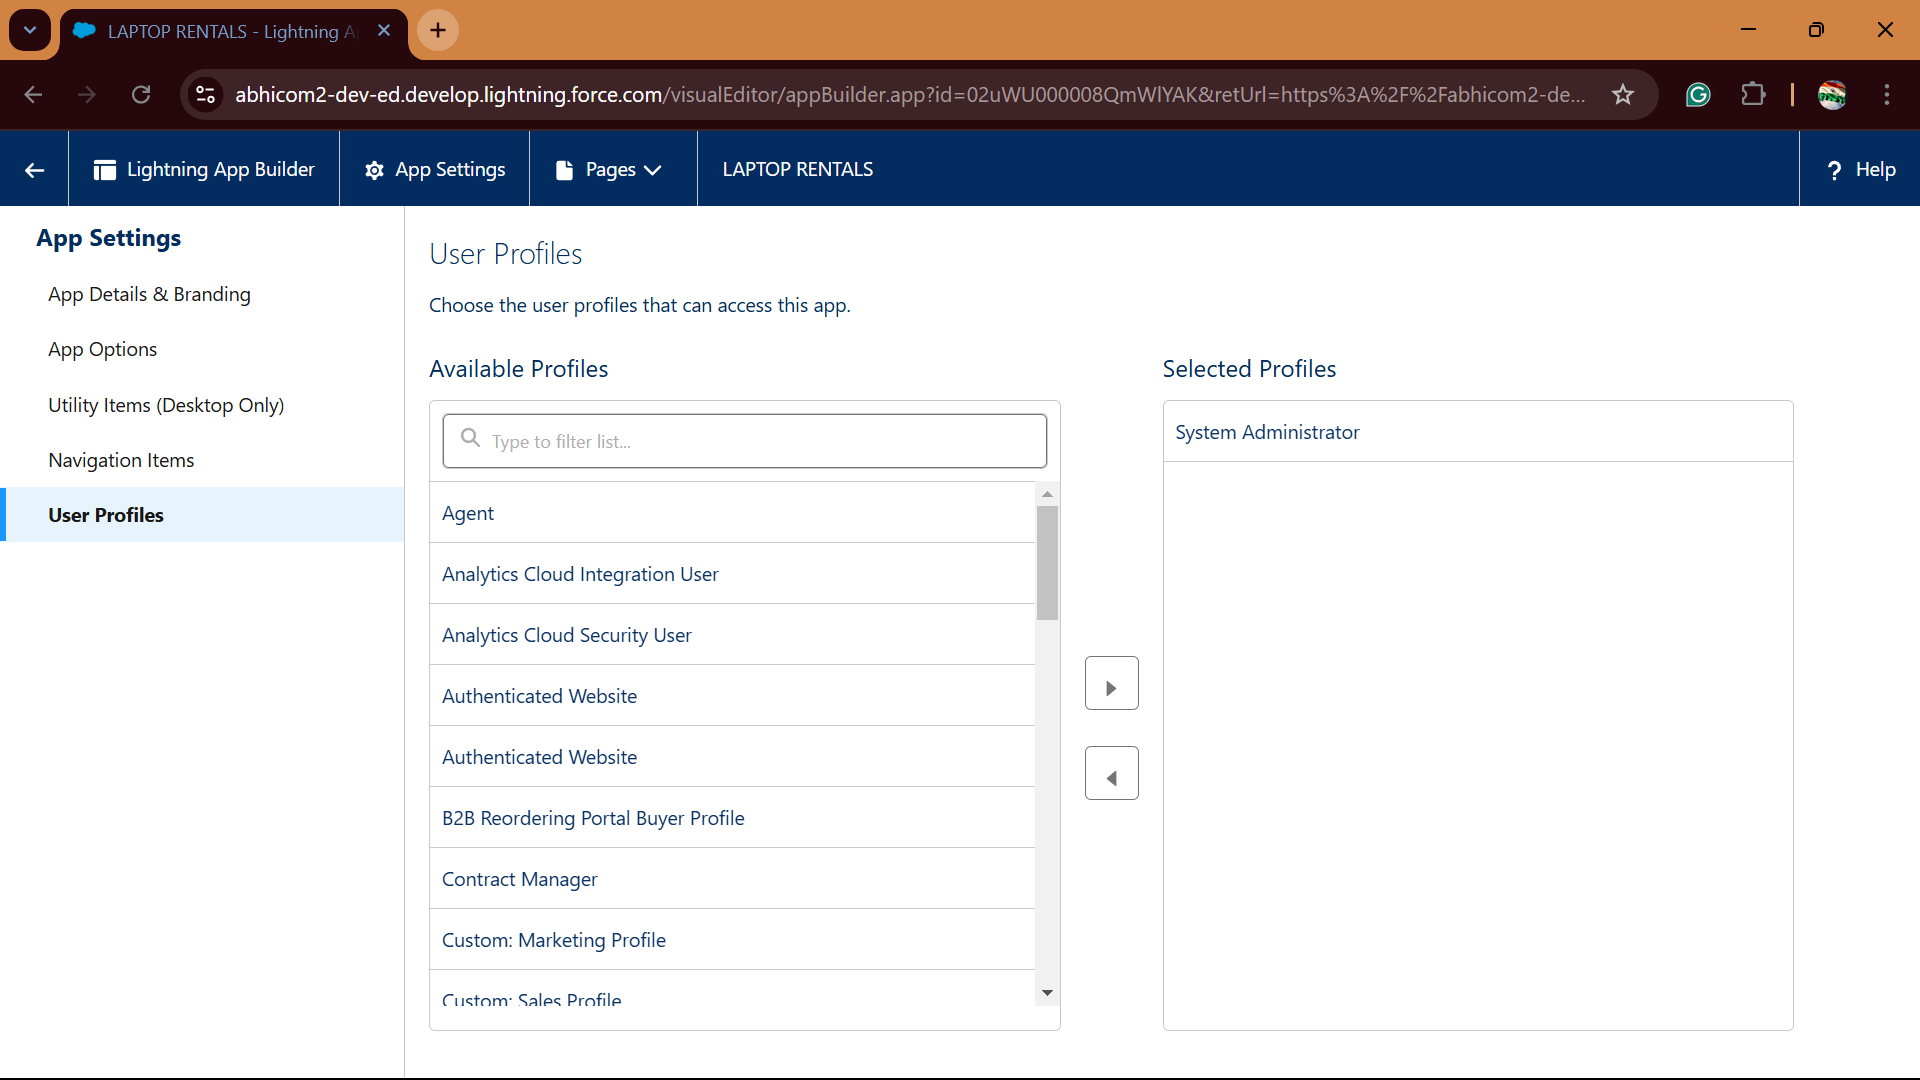 LAPTOP RENTALS - Lightning A
abhicom2-dev-ed.develop.lightning.force.com/visualEditor/appBuilder.app?id=02uWU000008QmWlYAK&retUrl=https%3A%2F%2Fabhicom2-de...
Lightning App Builder
App Settings
Pages
LAPTOP RENTALS
? Help
App Settings
App Details & Branding
App Options
Utility Items (Desktop Only)
Navigation Items
User Profiles
User Profiles
Choose the user profiles that can access this app.
Available Profiles
Type to filter list...
Agent
Analytics Cloud Integration User
Analytics Cloud Security User
Authenticated Website
Authenticated Website
B2B Reordering Portal Buyer Profile
Contract Manager
Custom: Marketing Profile
Custom: Sales Profile
Selected Profiles
System Administrator